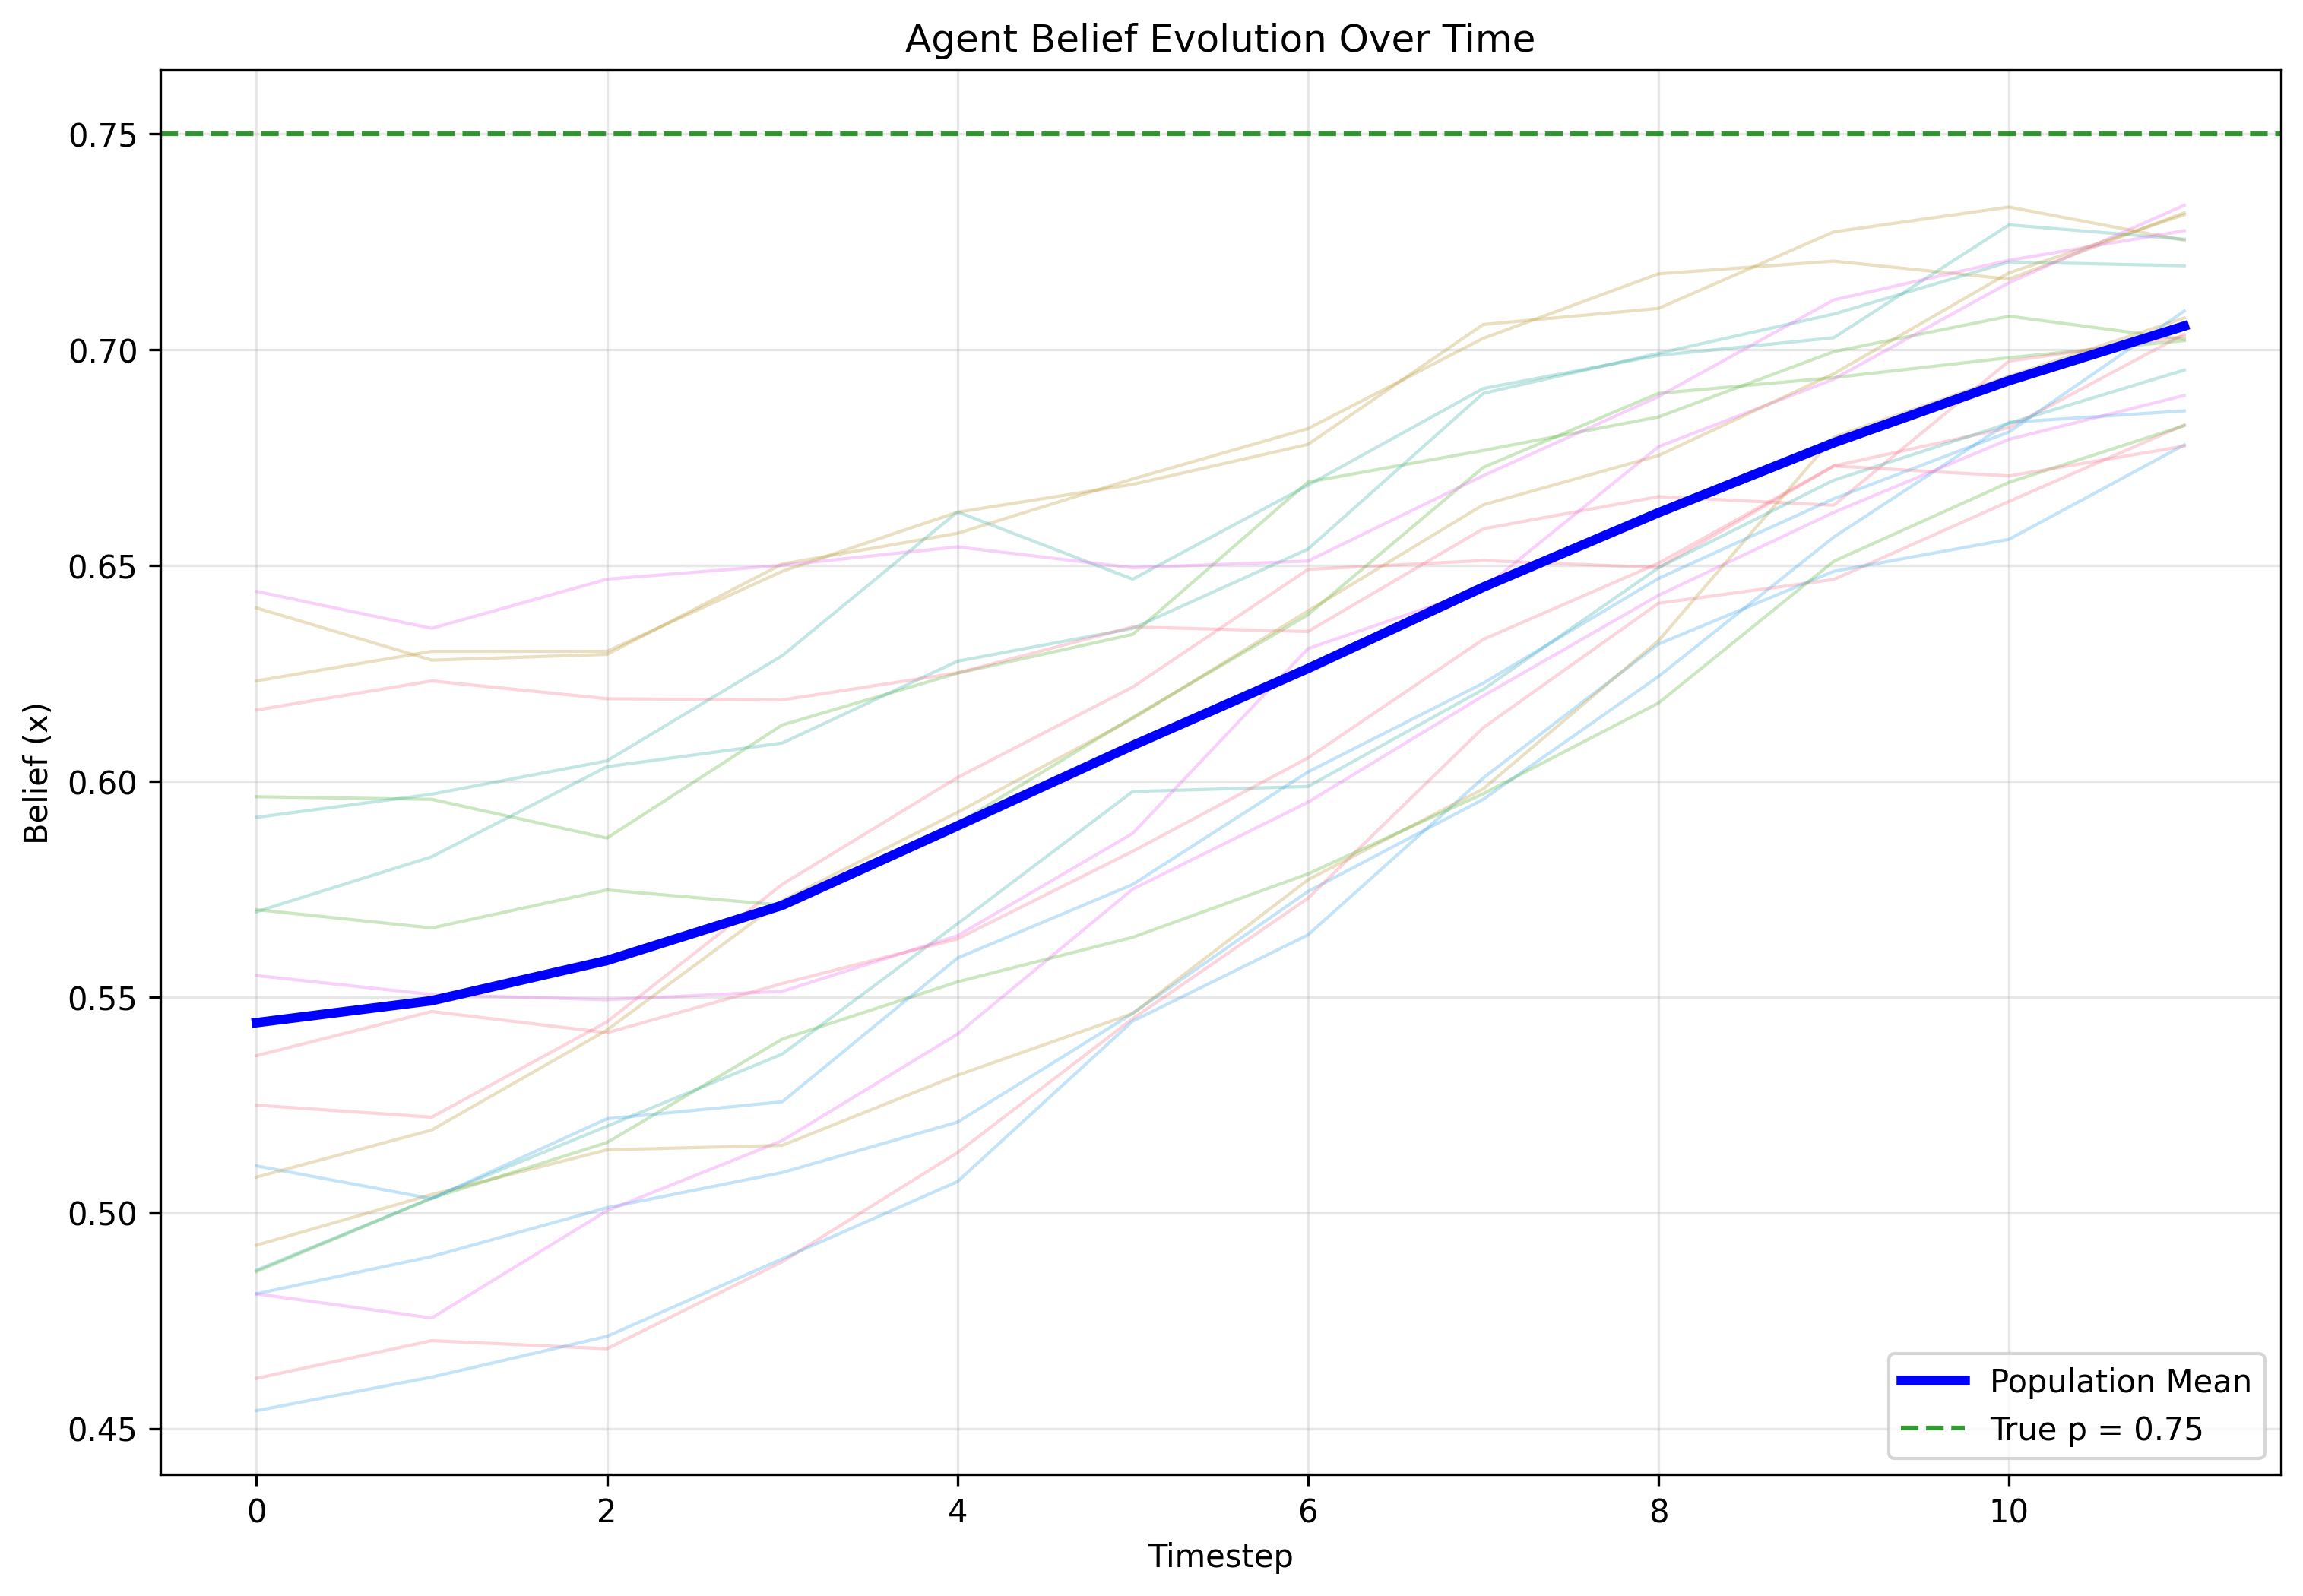 Agent Belief Evolution Over Time
Belief (x)
0.75
0.70
0.65
0.60
0.55
0.50
0.45
Population Mean
True p = 0.75
0 2 4 6 8 10
Timestep